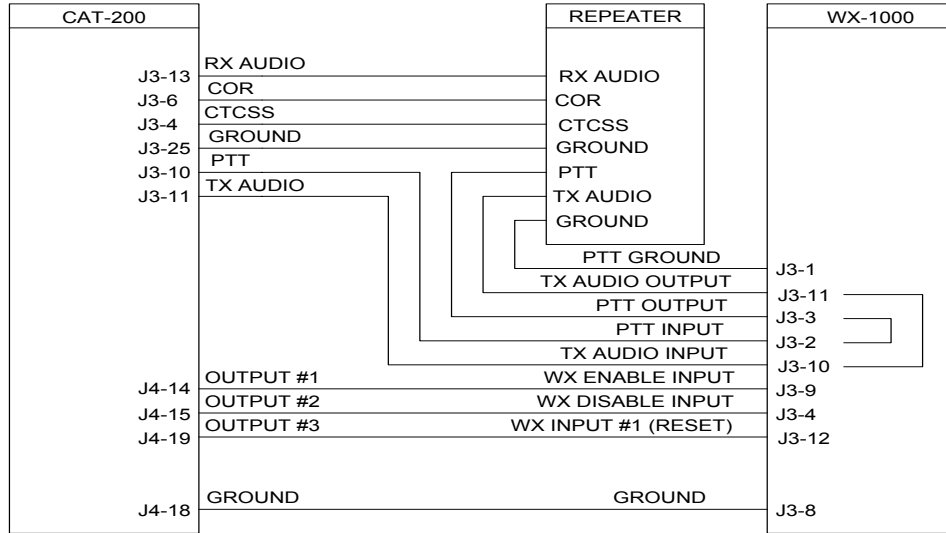 CAT-200 REPEATER WX-1000
RX AUDIO
J3-13 RX AUDIO
COR
J3-6 COR
CTCSS
J3-4 CTCSS
GROUND
J3-25 GROUND
PTT
J3-10 PTT
TX AUDIO
J3-11 TX AUDIO
GROUND
PTT GROUND
J3-1
TX AUDIO OUTPUT
J3-11
PTT OUTPUT
J3-3
PTT INPUT
J3-2
TX AUDIO INPUT
J3-10
OUTPUT #1 WX ENABLE INPUT
J4-14 J3-9
OUTPUT #2 WX DISABLE INPUT
J4-15 J3-4
OUTPUT #3 WX INPUT #1 (RESET)
J4-19 J3-12
GROUND GROUND
J4-18 J3-8